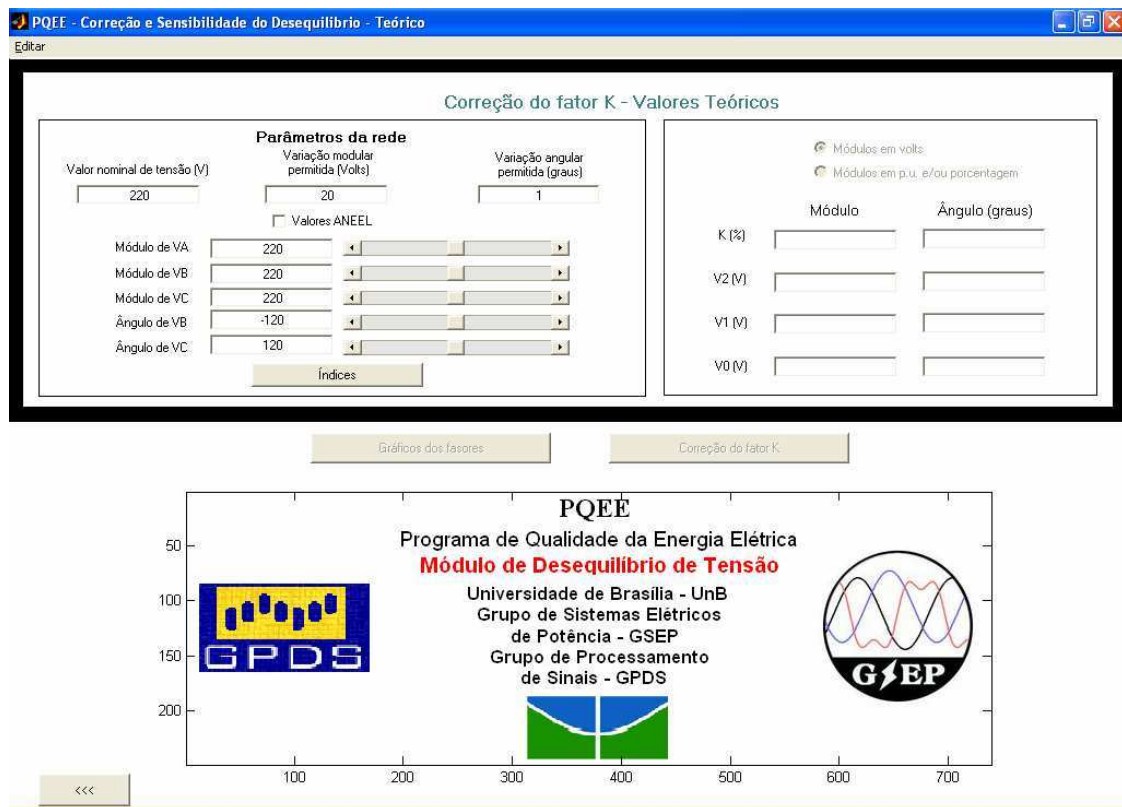 PQEE - Correção e Sensibilidade do Desequilíbrio - Teórico
Editar
Correção do fator K - Valores Teóricos
Parâmetros da rede
Valor nominal de tensão (V)
Variação modular
permitida (Volts)
Variação angular
permitida (graus)
220
20
1
Valores ANEEL
Módulo de VA
220
Módulo de VB
220
Módulo de VC
220
Ângulo de VB
-120
Ângulo de VC
120
Índices
Módulos em volts
Módulos em p.u. e/ou porcentagem
Módulo
Ângulo (graus)
K (%)
V2 (V)
V1 (V)
V0 (V)
Gráficos dos fasores
Correção do fator K
PQEE
Programa de Qualidade da Energia Elétrica
Módulo de Desequilíbrio de Tensão
Universidade de Brasília - UnB
Grupo de Sistemas Elétricos
de Potência - GSEP
Grupo de Processamento
de Sinais - GPDS
GPDS
GSEP
50
100
150
200
100
200
300
400
500
600
700
<<<